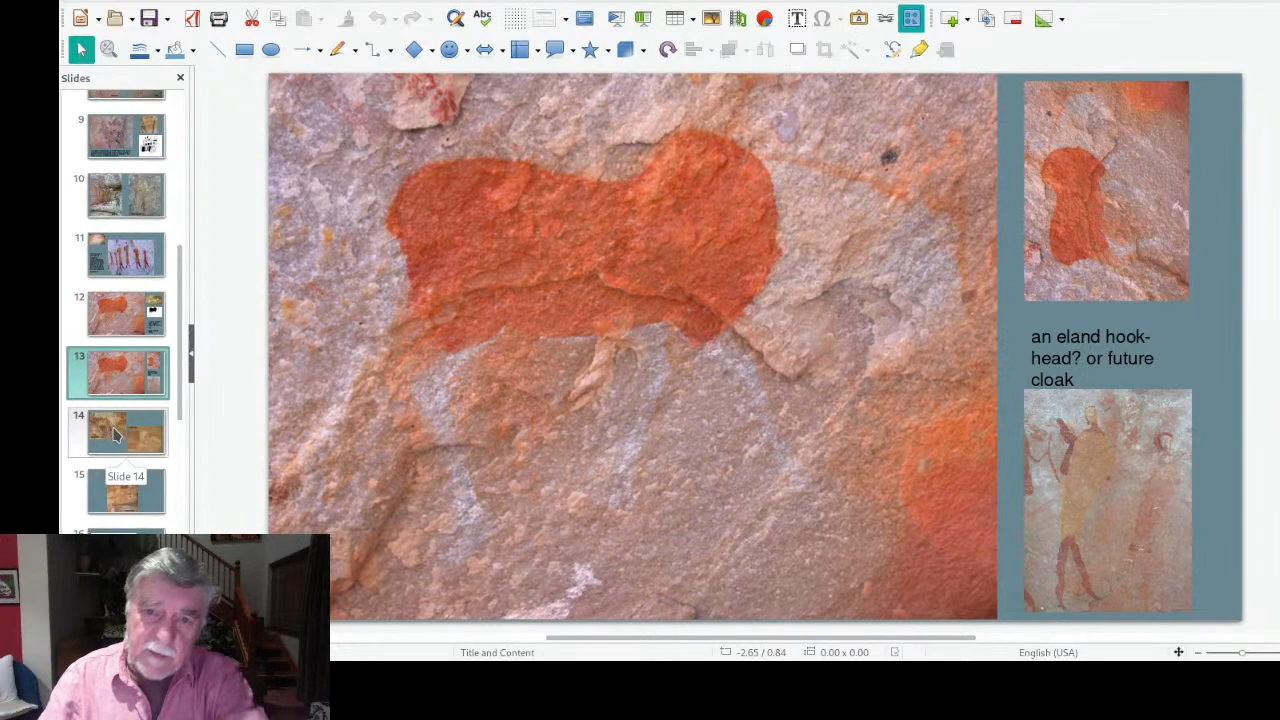 Abc
Slides
9
10
11
12
13
14
15
Slide 14
an eland hook-
head? or future
cloak
Title and Content
-2.65 / 0.84
0.00 x 0.00
English (USA)